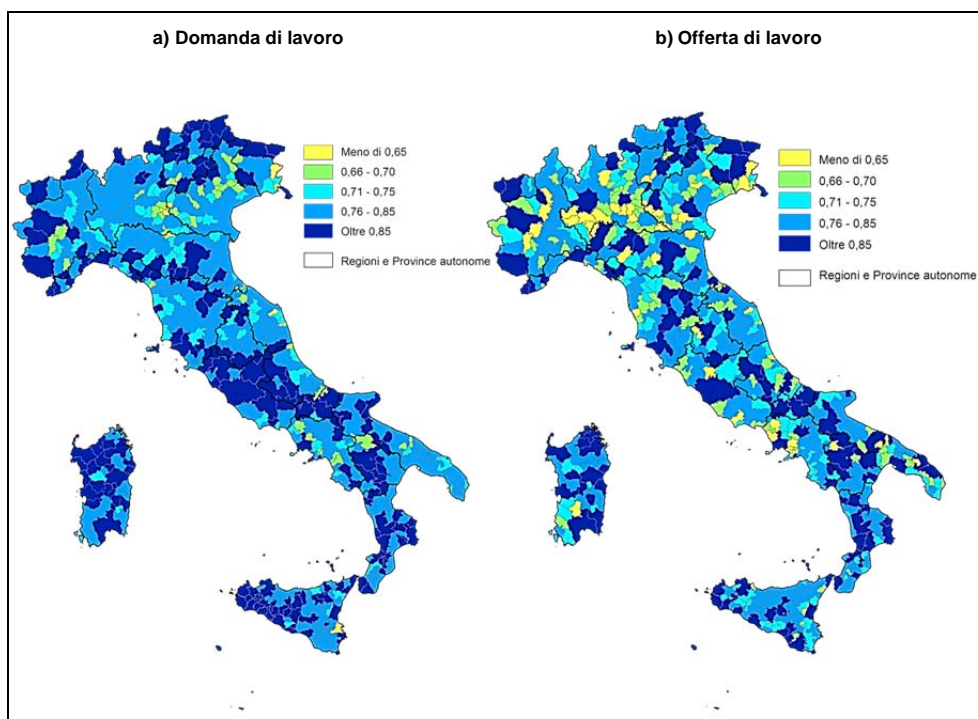 a) Domanda di lavoro
b) Offerta di lavoro
Meno di 0,65
0,66 - 0,70
0,71 - 0,75
0,76 - 0,85
Oltre 0,85
Regioni e Province autonome
Meno di 0,65
0,66 - 0,70
0,71 - 0,75
0,76 - 0,85
Oltre 0,85
Regioni e Province autonome